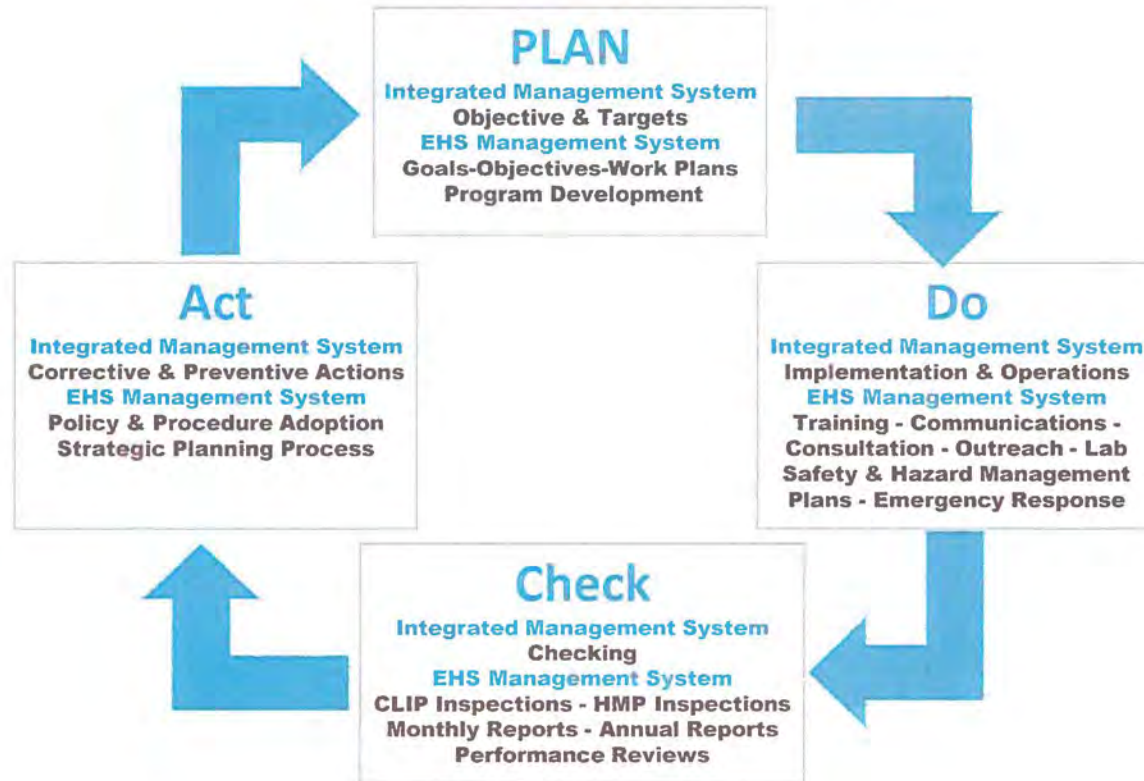 PLAN
Integrated Management System
Objective & Targets
EHS Management System
Goals-Objectives-Work Plans
Program Development
Do
Integrated Management System
Implementation & Operations
EHS Management System
Training - Communications -
Consultation - Outreach - Lab
Safety & Hazard Management
Plans - Emergency Response
Check
Integrated Management System
Checking
EHS Management System
CLIP Inspections - HMP Inspections
Monthly Reports - Annual Reports
Performance Reviews
Act
Integrated Management System
Corrective & Preventive Actions
EHS Management System
Policy & Procedure Adoption
Strategic Planning Process